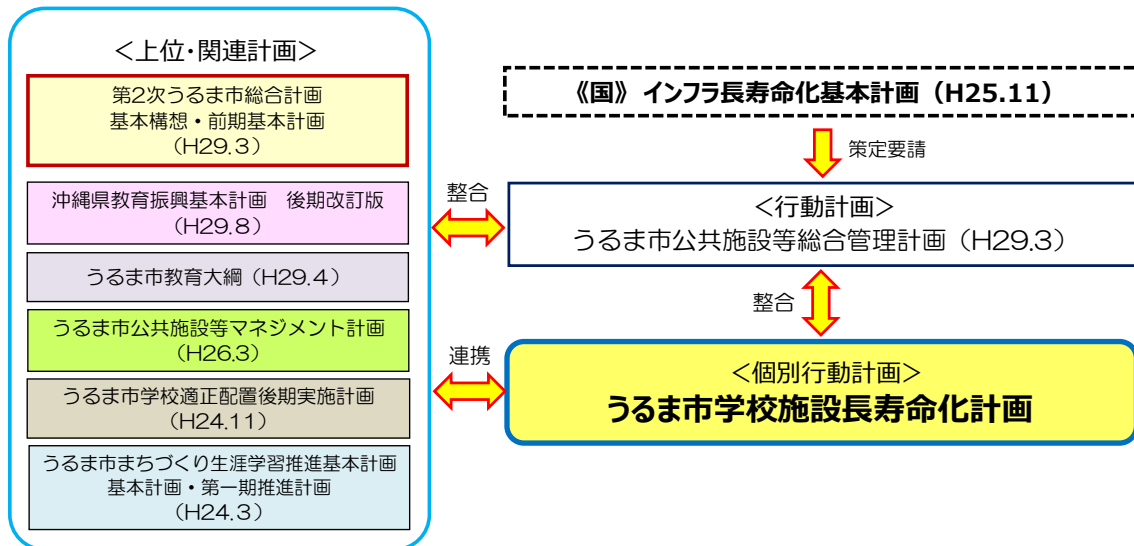 ＜上位・関連計画＞
第2次うるま市総合計画
基本構想・前期基本計画
（H29.3）
沖縄県教育振興基本計画　後期改訂版
（H29.8）
うるま市教育大綱（H29.4）
うるま市公共施設等マネジメント計画
（H26.3）
うるま市学校適正配置後期実施計画
（H24.11）
うるま市まちづくり生涯学習推進基本計画
基本計画・第一期推進計画
（H24.3）
整合
連携
《国》インフラ長寿命化基本計画（H25.11）
策定要請
＜行動計画＞
うるま市公共施設等総合管理計画（H29.3）
整合
＜個別行動計画＞
うるま市学校施設長寿命化計画